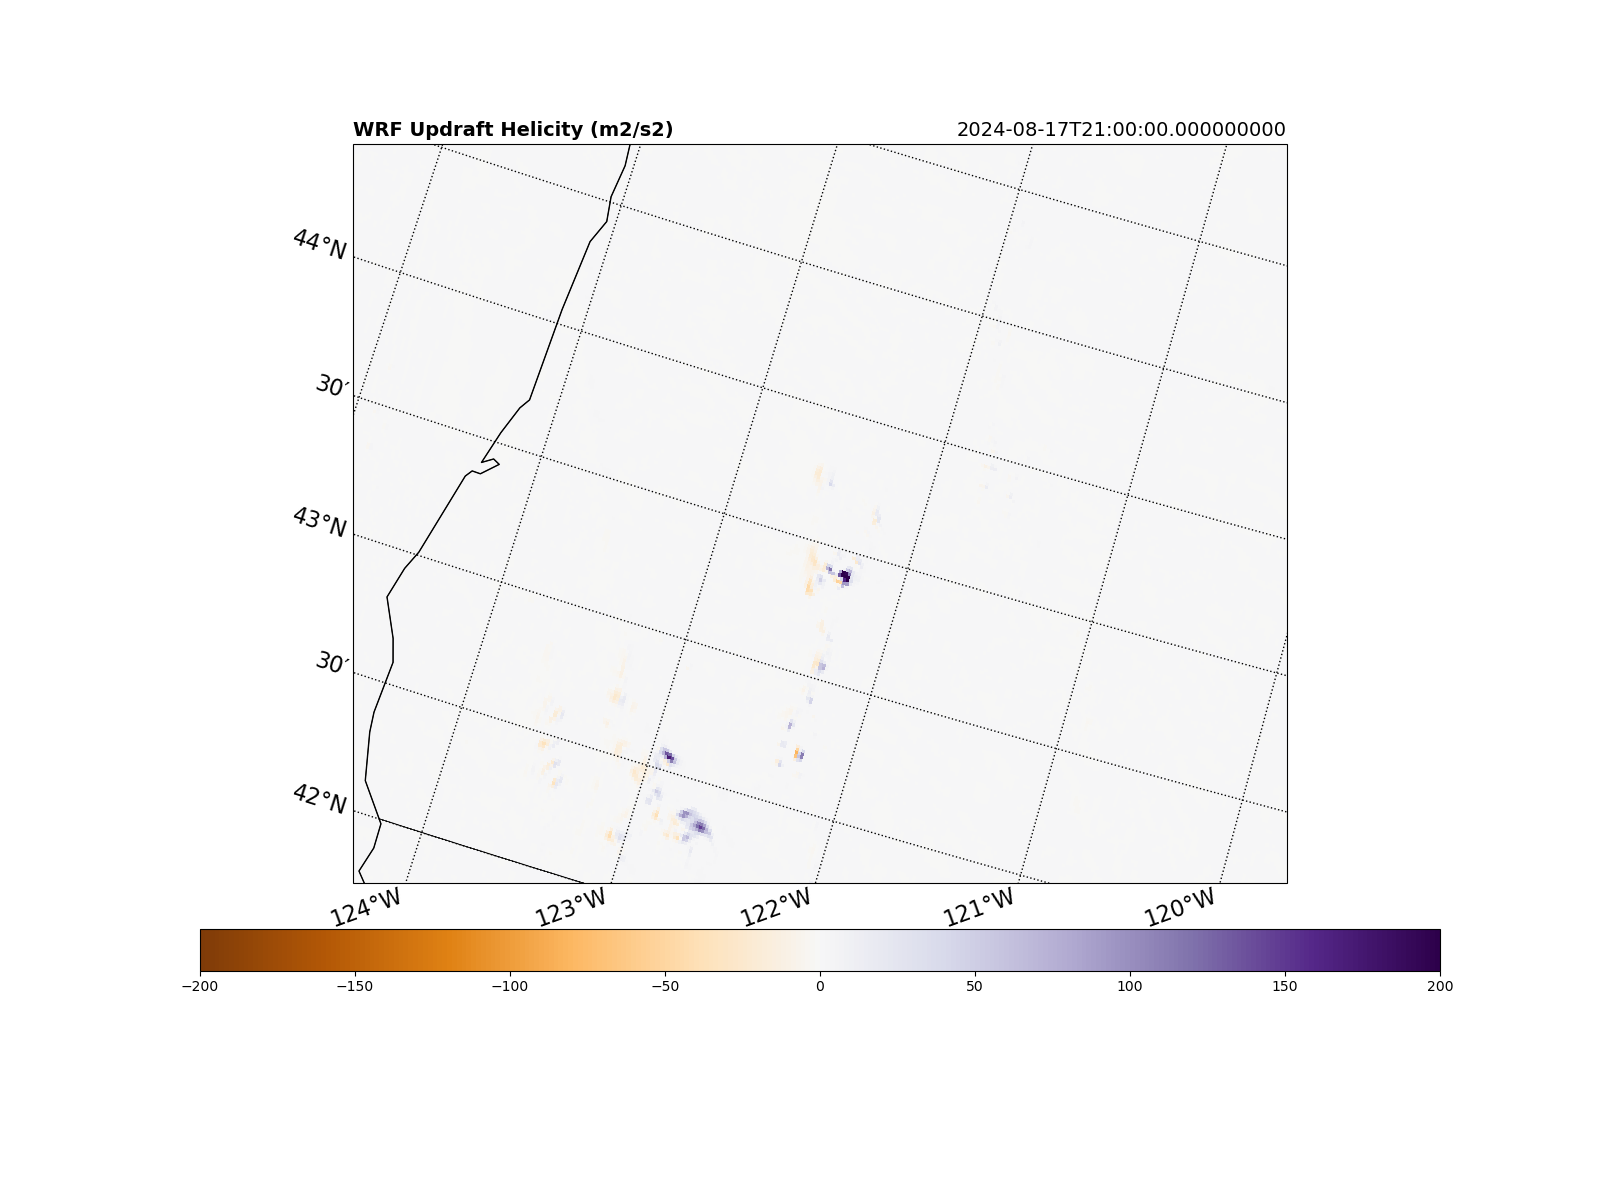 WRF Updraft Helicity (m2/s2) 2024-08-17T21:00:00.000000000
44°N
30′
43°N
30′
42°N
124°W 123°W 122°W 121°W 120°W
−200 −150 −100 −50 0 50 100 150 200